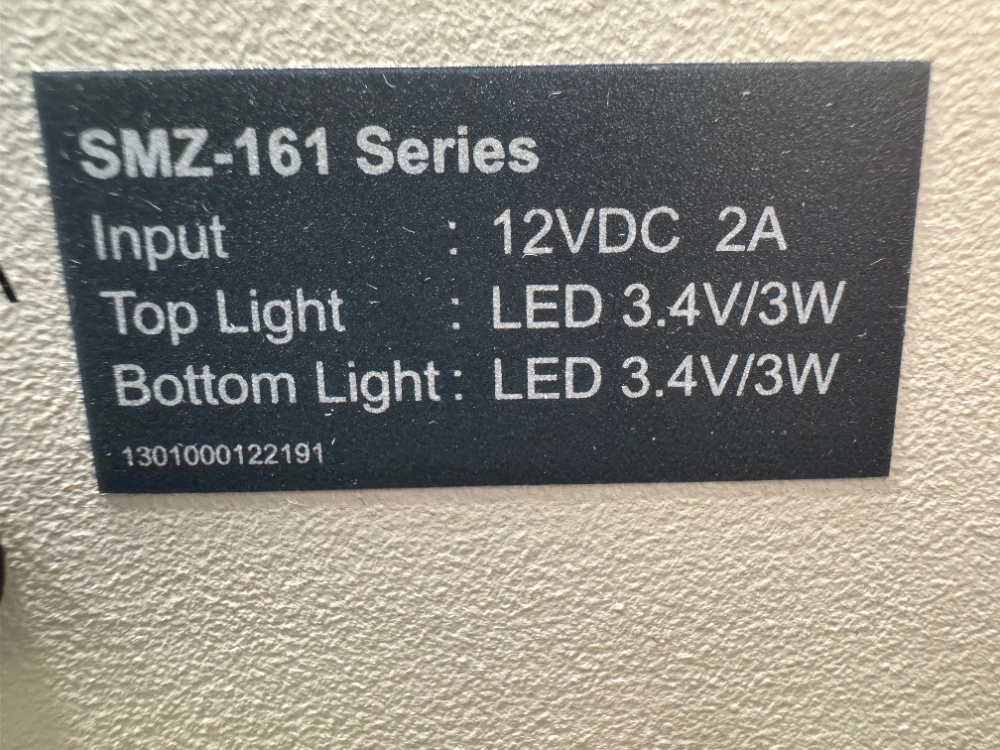 SMZ-161 Series
Input : 12VDC 2A
Top Light : LED 3.4V/3W
Bottom Light : LED 3.4V/3W
1301000122191